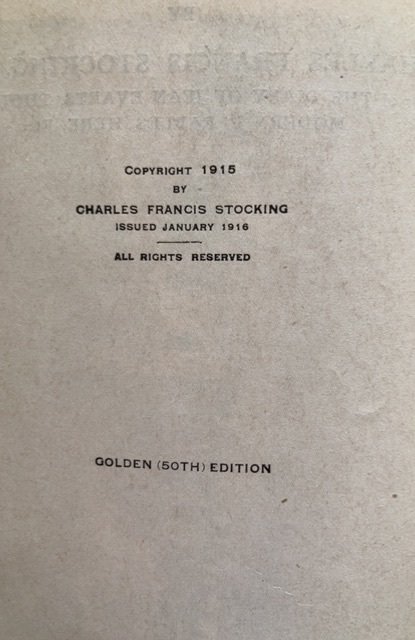 COPYRIGHT 1915
BY
CHARLES FRANCIS STOCKING
ISSUED JANUARY 1916
ALL RIGHTS RESERVED
GOLDEN (50TH) EDITION